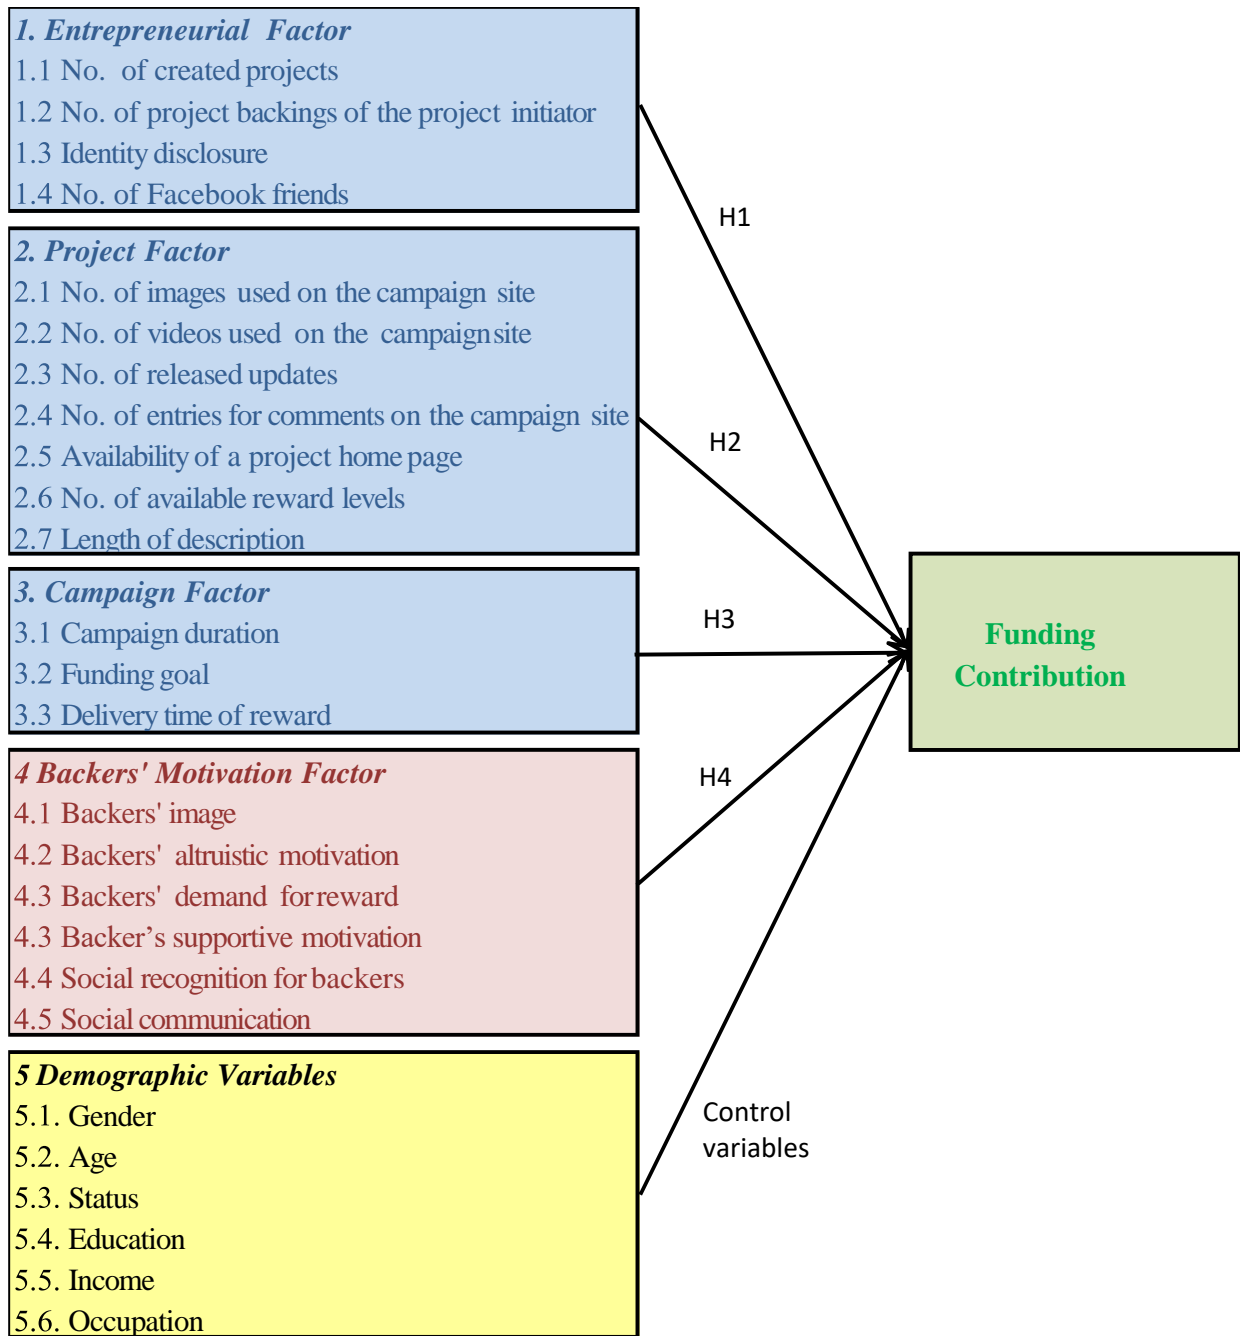 1. Entrepreneurial Factor
1.1 No. of created projects
1.2 No. of project backings of the project initiator
1.3 Identity disclosure
1.4 No. of Facebook friends
H1
2. Project Factor
2.1 No. of images used on the campaign site
2.2 No. of videos used on the campaignsite
2.3 No. of released updates
2.4 No. of entries for comments on the campaign site
2.5 Availability of a project home page
2.6 No. of available reward levels
2.7 Length of description
H2
3. Campaign Factor
3.1 Campaign duration
3.2 Funding goal
3.3 Delivery time of reward
H3
Funding
Contribution
4 Backers' Motivation Factor
4.1 Backers' image
4.2 Backers' altruistic motivation
4.3 Backers' demand for reward
4.3 Backer’s supportive motivation
4.4 Social recognition for backers
4.5 Social communication
H4
5 Demographic Variables
5.1. Gender
5.2. Age
5.3. Status
5.4. Education
5.5. Income
5.6. Occupation
Control
variables